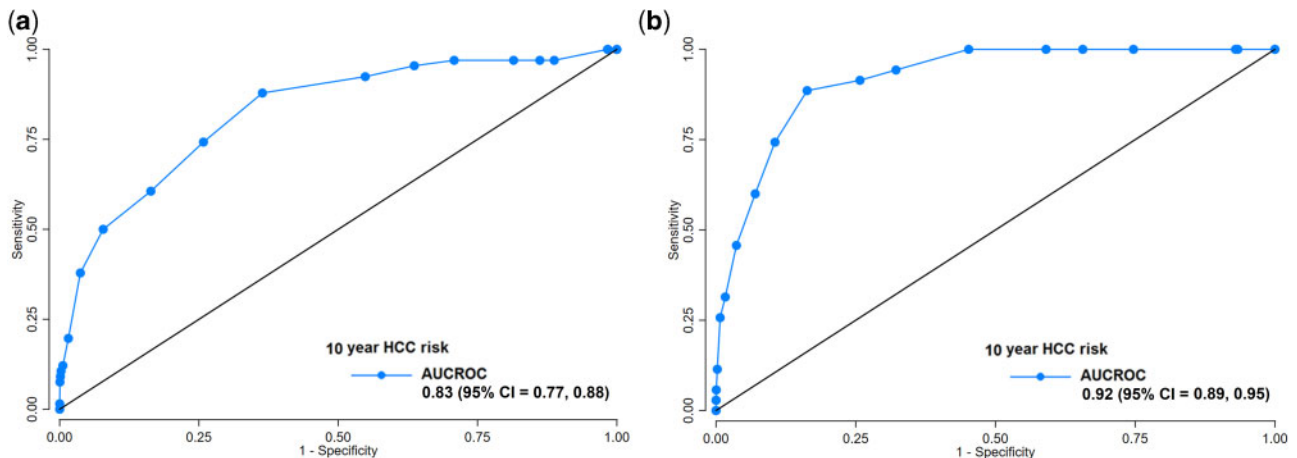 (a)
1.00
0.75
0.50
0.25
0.00
Sensitivity
10 year HCC risk
AUCROC
0.83 (95% CI = 0.77, 0.88)
0.00 0.25 0.50 0.75 1.00
1 - Specificity
(b)
1.00
0.75
0.50
0.25
0.00
Sensitivity
10 year HCC risk
AUCROC
0.92 (95% CI = 0.89, 0.95)
0.00 0.25 0.50 0.75 1.00
1 - Specificity